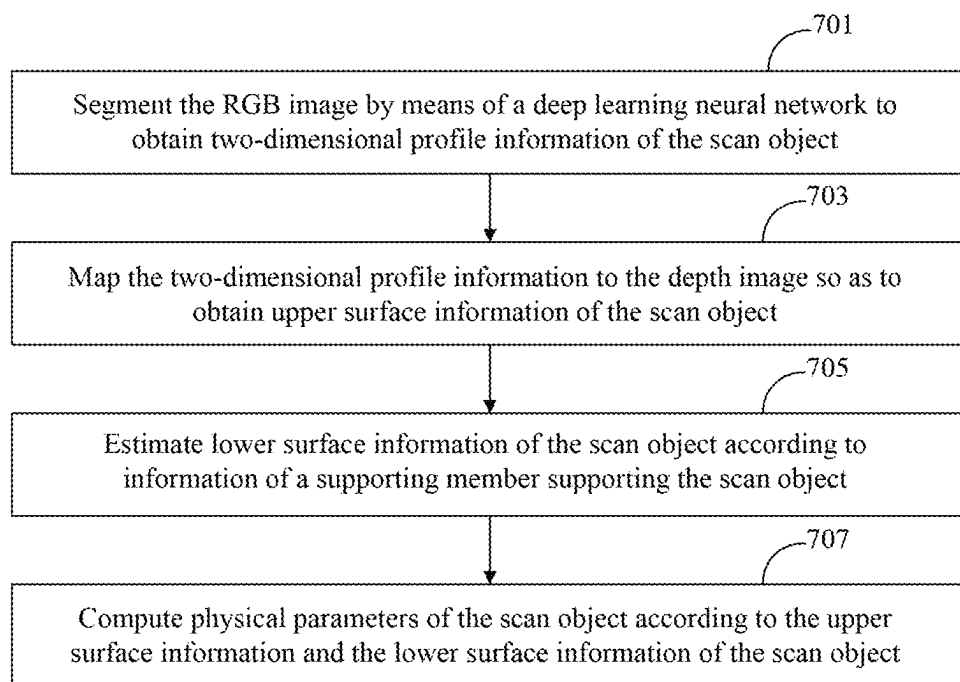 701
Segment the RGB image by means of a deep learning neural network to
obtain two-dimensional profile information of the scan object
703
Map the two-dimensional profile information to the depth image so as to
obtain upper surface information of the scan object
705
Estimate lower surface information of the scan object according to
information of a supporting member supporting the scan object
707
Compute physical parameters of the scan object according to the upper
surface information and the lower surface information of the scan object